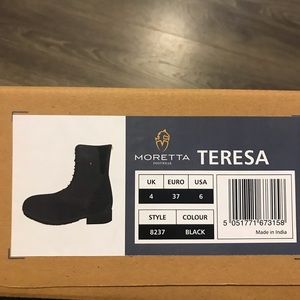 MORETTA
FOOTWEAR
TERESA
UK EURO USA
4 37 6
STYLE COLOUR
8237 BLACK
5 051771 673158
Made in India